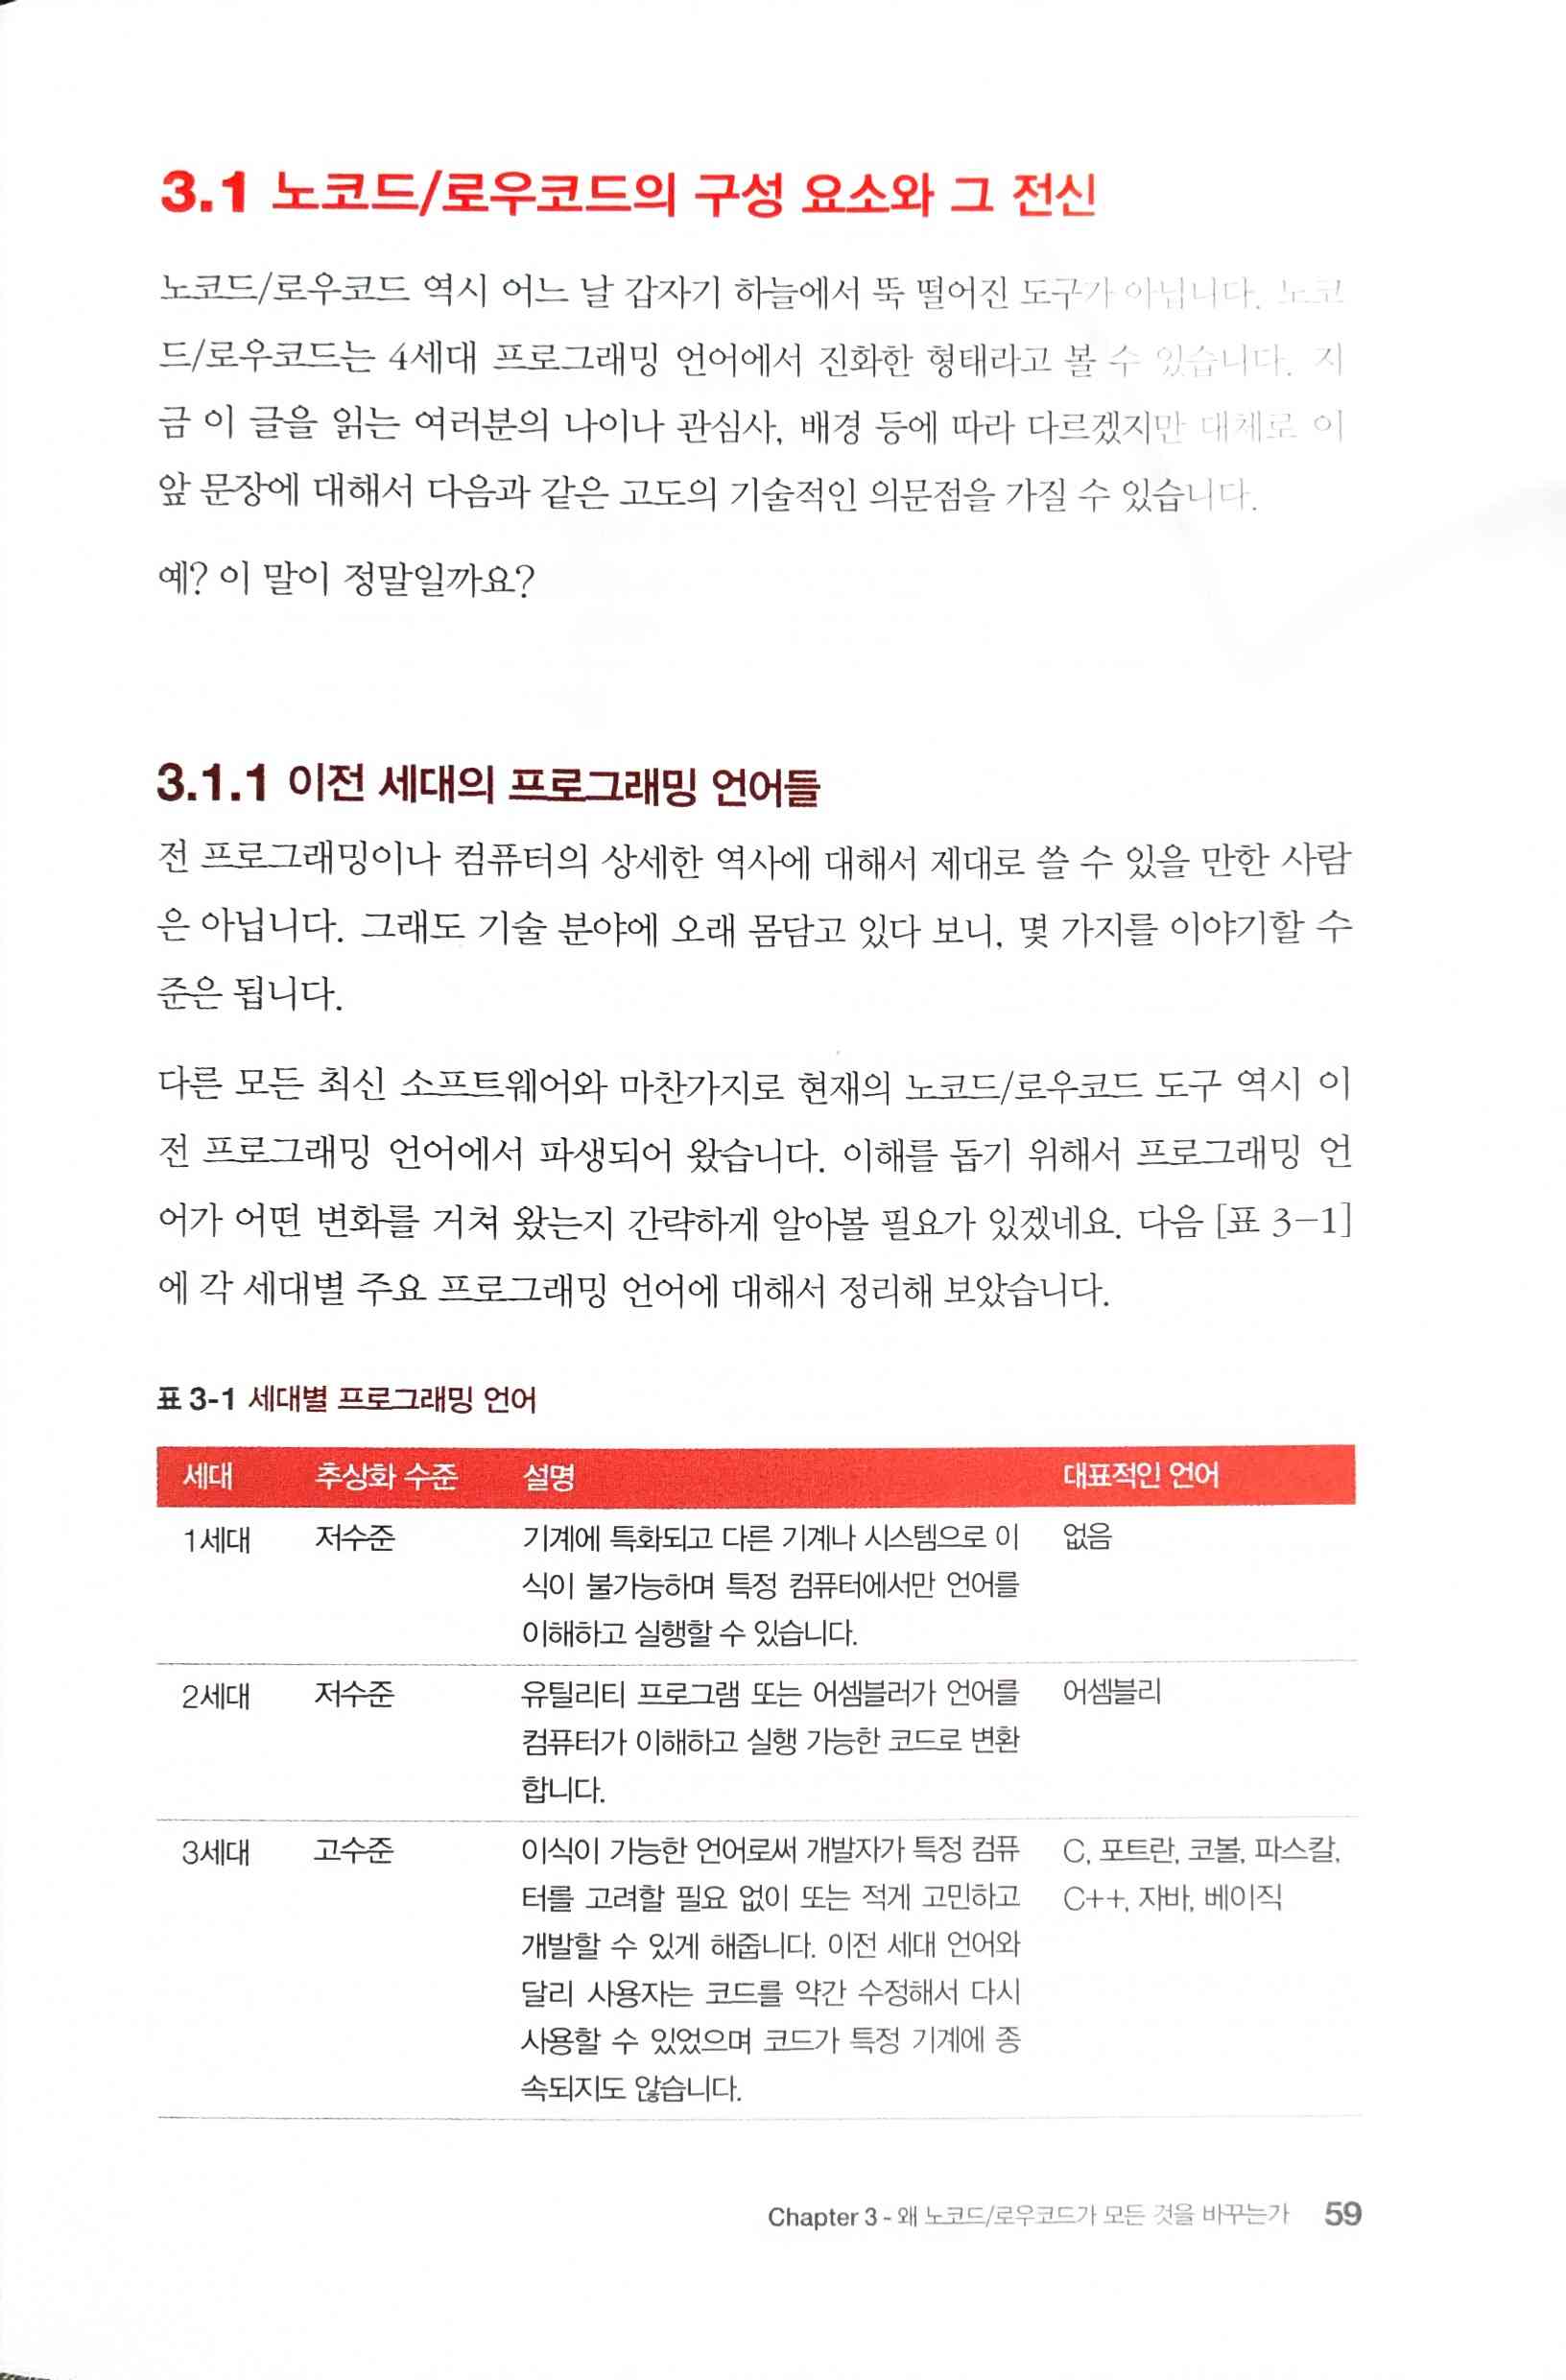 3.1 노코드/로우코드의 구성 요소와 그 전신
노코드/로우코드 역시 어느 날 갑자기 하늘에서 뚝 떨어진 도구가 아닙니다. 노코
드/로우코드는 4세대 프로그래밍 언어에서 진화한 형태라고 볼 수 있습니다. 지
금 이 글을 읽는 여러분의 나이나 관심사, 배경 등에 따라 다르겠지만 대체로 이
앞 문장에 대해서 다음과 같은 고도의 기술적인 의문점을 가질 수 있습니다.
예? 이 말이 정말일까요?
3.1.1 이전 세대의 프로그래밍 언어들
전 프로그래밍이나 컴퓨터의 상세한 역사에 대해서 제대로 쓸 수 있을 만한 사람
은 아닙니다. 그래도 기술 분야에 오래 몸담고 있다 보니, 몇 가지를 이야기할 수
준은 됩니다.
다른 모든 최신 소프트웨어와 마찬가지로 현재의 노코드/로우코드 도구 역시 이
전 프로그래밍 언어에서 파생되어 왔습니다. 이해를 돕기 위해서 프로그래밍 언
어가 어떤 변화를 거쳐 왔는지 간략하게 알아볼 필요가 있겠네요. 다음 [표 3-1]
에 각 세대별 주요 프로그래밍 언어에 대해서 정리해 보았습니다.
표 3-1 세대별 프로그래밍 언어
세대 추상화 수준 설명 대표적인 언어
1세대 저수준 기계에 특화되고 다른 기계나 시스템으로 이 없음
식이 불가능하며 특정 컴퓨터에서만 언어를
이해하고 실행할 수 있습니다.
2세대 저수준 유틸리티 프로그램 또는 어셈블러가 언어를 어셈블리
컴퓨터가 이해하고 실행 가능한 코드로 변환
합니다.
3세대 고수준 이식이 가능한 언어로써 개발자가 특정 컴퓨 C, 포트란, 코볼, 파스칼,
터를 고려할 필요 없이 또는 적게 고민하고 C++, 자바, 베이직
개발할 수 있게 해줍니다. 이전 세대 언어와
달리 사용자는 코드를 약간 수정해서 다시
사용할 수 있었으며 코드가 특정 기계에 종
속되지도 않습니다.
Chapter 3 - 왜 노코드/로우코드가 모든 것을 바꾸는가 59